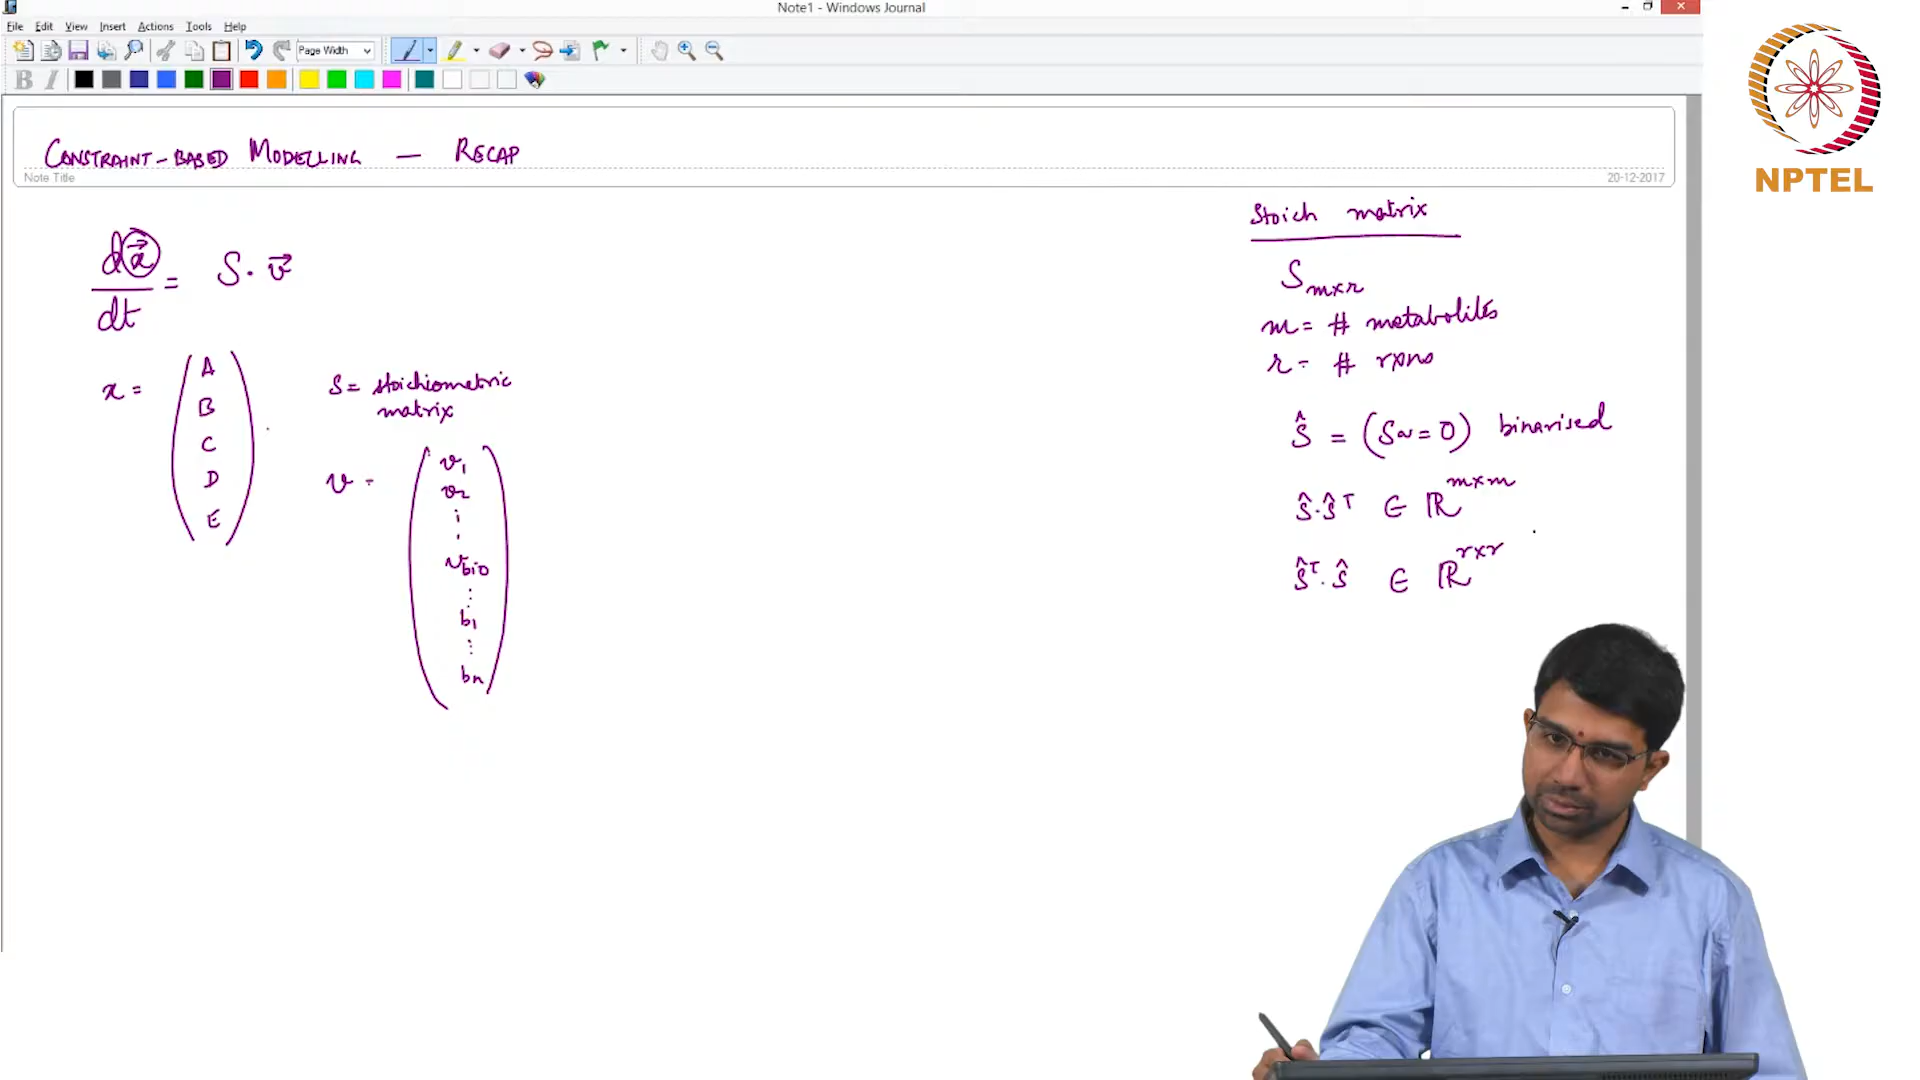 Note1 - Windows Journal
File Edit View Insert Actions Tools Help
Page Width
B I
CONSTRAINT-BASED MODELLING — RECAP
Note Title
20-12-2017
NPTEL
dx⃗/dt = S · v⃗
x =
A
B
C
D
E
S = stoichiometric
matrix
v =
v₁
v₂
⋮
v_bio
⋮
b₁
⋮
bₙ
Stoich matrix
S m×r
m = # metabolites
r = # rxns
Ŝ = (S~=0) binarised
Ŝ·Ŝᵀ ∈ ℝ m×m
Ŝᵀ·Ŝ ∈ ℝ r×r